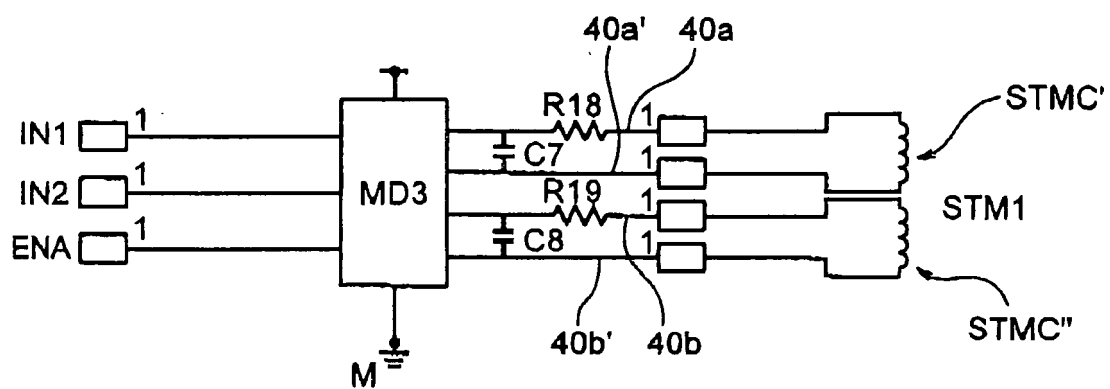 40a' 40a
R18 1 STMC'
IN1 1
C7 1
IN2 1 MD3 R19 1 STM1
ENA 1 C8 1
40b' 40b STMC"
M